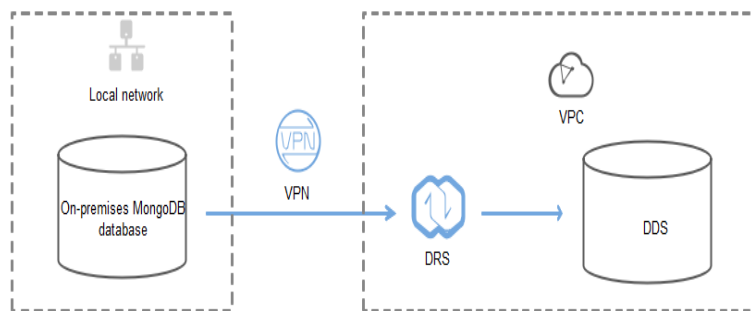 Local network
VPC
VPN
VPN
On-premises MongoDB
database
DDS
DRS